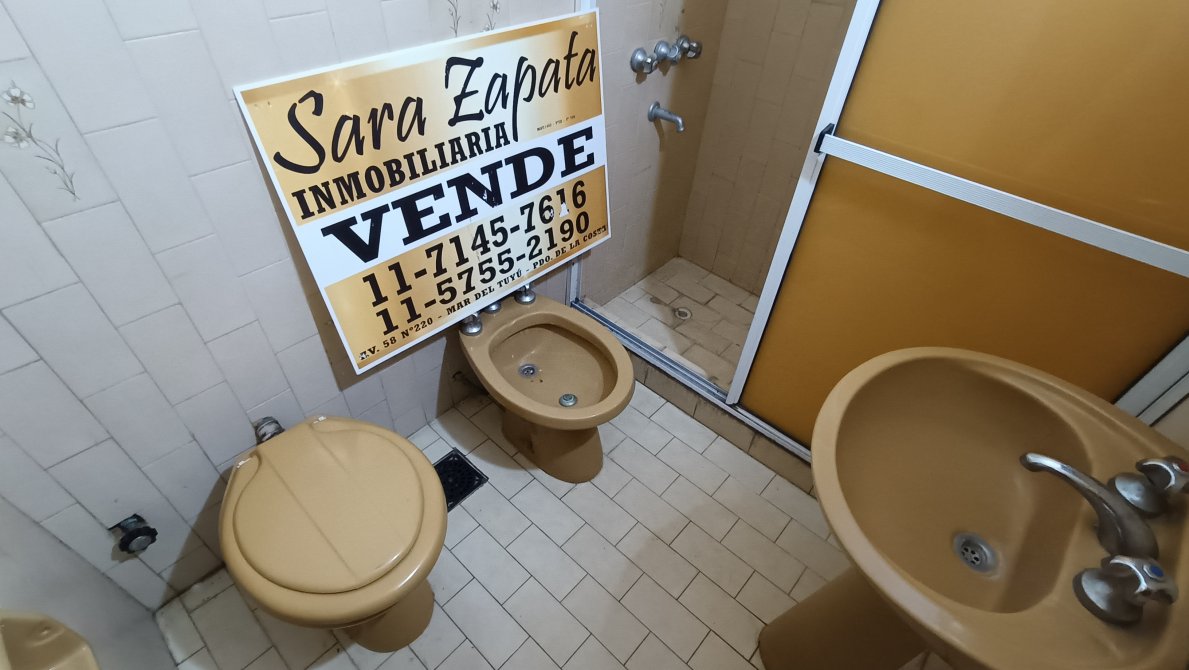 Sara Zapata
INMOBILIARIA
VENDE
11-7145-7616
11-5755-2190
AV. 58 N°220 - MAR DEL TUYÚ - PDO. DE LA COSTA